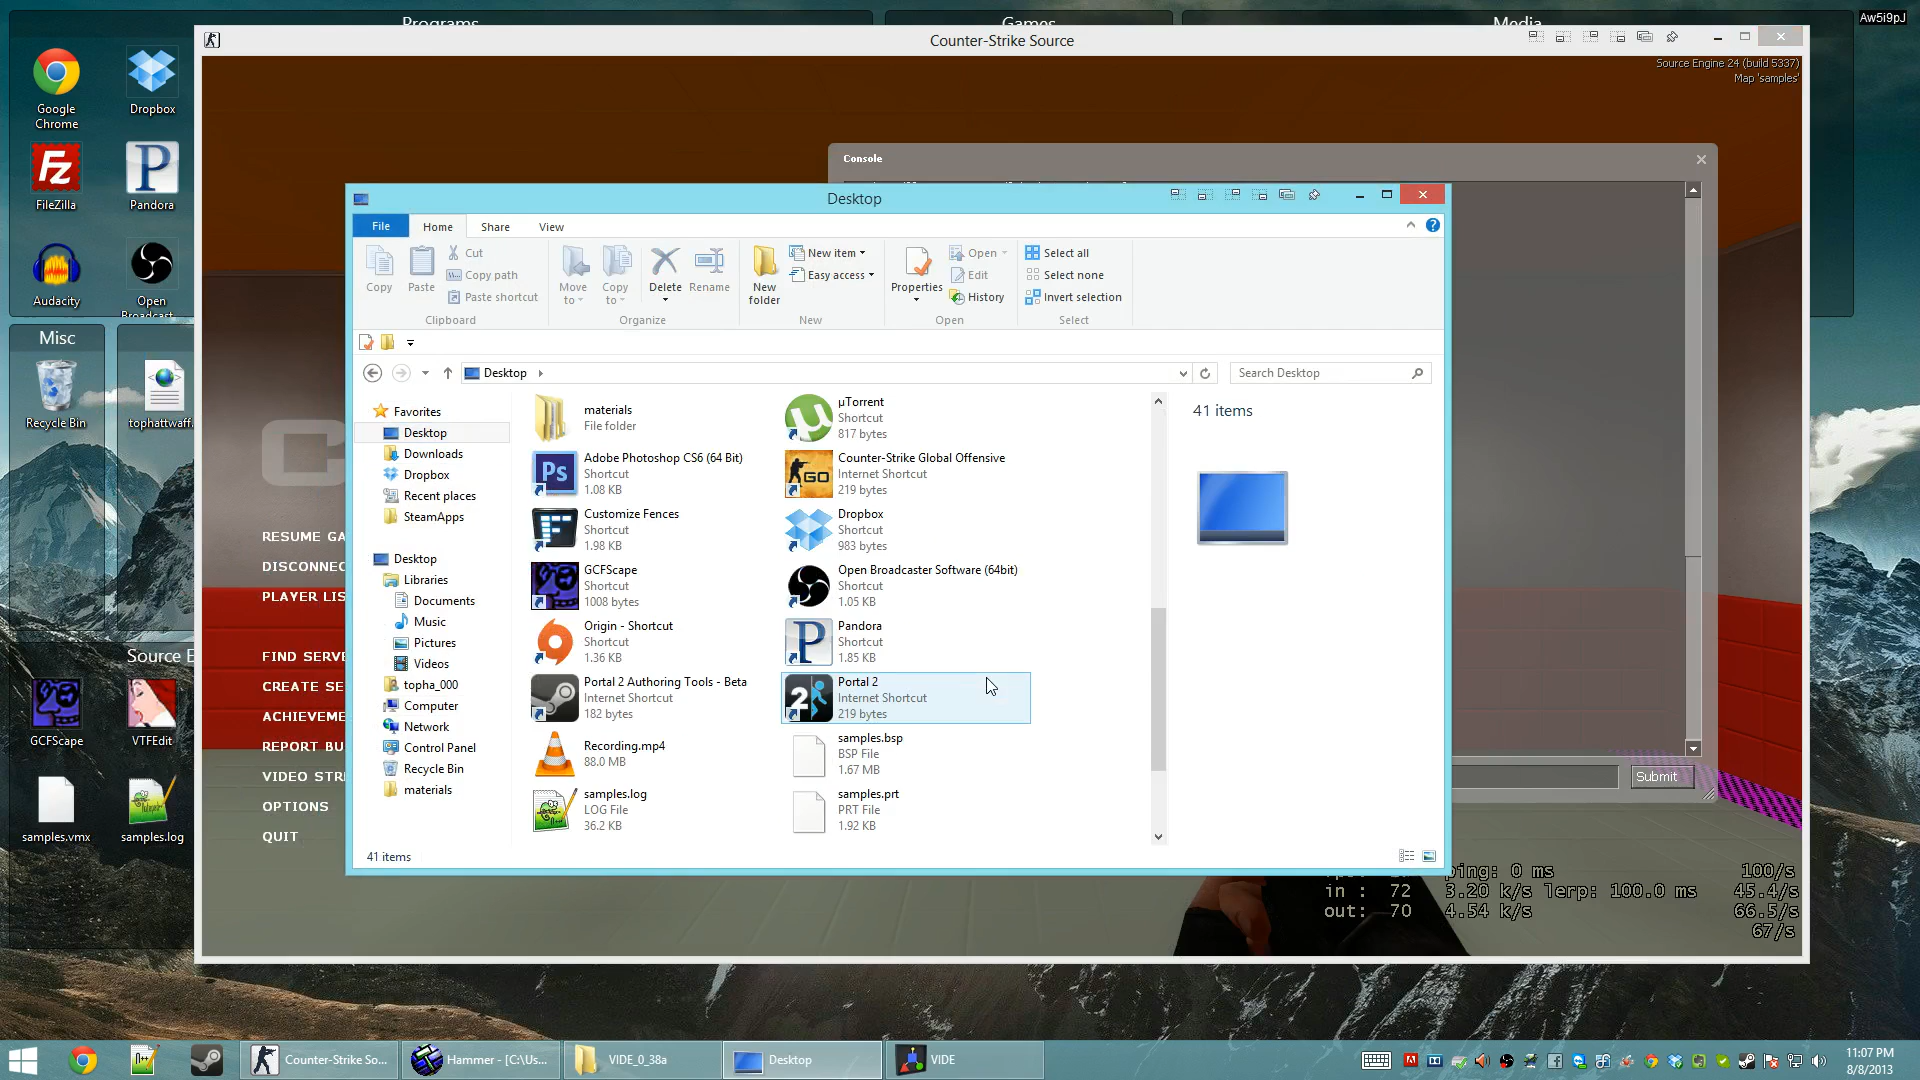 Programs
Games
Media
Aw5i9pJ
Google
Chrome
Dropbox
FileZilla
Pandora
Audacity
Open
Broadcast...
Misc
Recycle Bin
tophattwaff...
Source E
GCFScape
VTFEdit
samples.vmx
samples.log
Counter-Strike Source
Source Engine 24 (build 5337)
Map 'samples'
Console
Submit
RESUME GA
DISCONNEC
PLAYER LIS
FIND SERVE
CREATE SE
ACHIEVEME
REPORT BU
VIDEO STR
OPTIONS
QUIT
Desktop
File
Home
Share
View
Copy
Paste
Cut
Copy path
Paste shortcut
Clipboard
Move
to
Copy
to
Delete
Rename
Organize
New
folder
New item
Easy access
New
Properties
Open
Edit
History
Open
Select all
Select none
Invert selection
Select
Desktop
Search Desktop
Favorites
Desktop
Downloads
Dropbox
Recent places
SteamApps
Desktop
Libraries
Documents
Music
Pictures
Videos
topha_000
Computer
Network
Control Panel
Recycle Bin
materials
materials
File folder
Adobe Photoshop CS6 (64 Bit)
Shortcut
1.08 KB
Customize Fences
Shortcut
1.98 KB
GCFScape
Shortcut
1008 bytes
Origin - Shortcut
Shortcut
1.36 KB
Portal 2 Authoring Tools - Beta
Internet Shortcut
182 bytes
Recording.mp4
88.0 MB
samples.log
LOG File
36.2 KB
µTorrent
Shortcut
817 bytes
Counter-Strike Global Offensive
Internet Shortcut
219 bytes
Dropbox
Shortcut
983 bytes
Open Broadcaster Software (64bit)
Shortcut
1.05 KB
Pandora
Shortcut
1.85 KB
Portal 2
Internet Shortcut
219 bytes
samples.bsp
BSP File
1.67 MB
samples.prt
PRT File
1.92 KB
41 items
41 items
ping: 0 ms 100/s
in : 72 3.20 k/s lerp: 100.0 ms 45.4/s
out: 70 4.54 k/s 66.5/s
67/s
Counter-Strike So...
Hammer - [C:\Us...
VIDE_0_38a
Desktop
VIDE
11:07 PM
8/8/2013